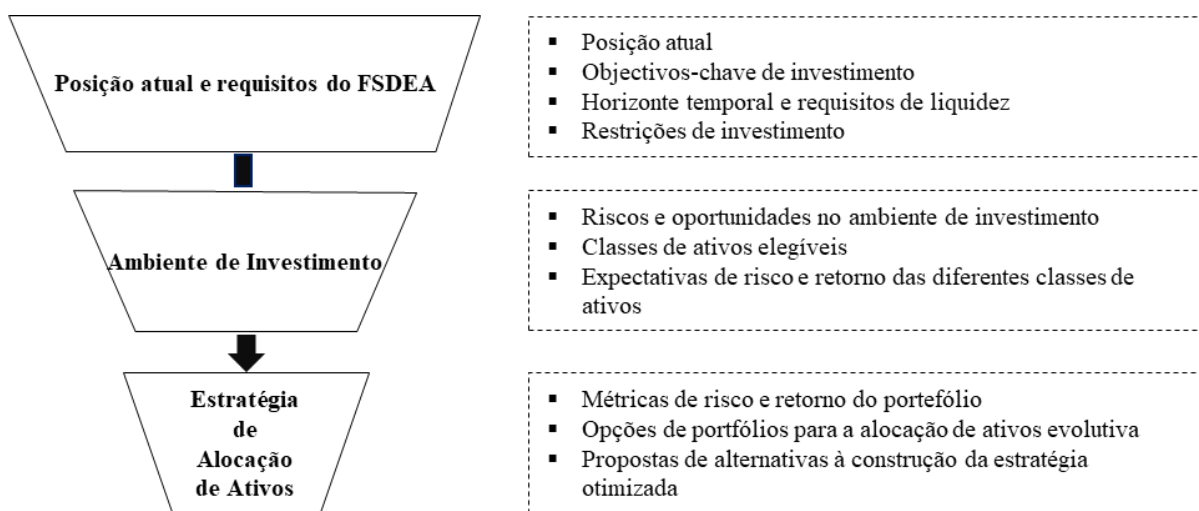 Posição atual e requisitos do FSDEA
▪ Posição atual
▪ Objectivos-chave de investimento
▪ Horizonte temporal e requisitos de liquidez
▪ Restrições de investimento
Ambiente de Investimento
▪ Riscos e oportunidades no ambiente de investimento
▪ Classes de ativos elegíveis
▪ Expectativas de risco e retorno das diferentes classes de
ativos
Estratégia
de
Alocação
de Ativos
▪ Métricas de risco e retorno do portefólio
▪ Opções de portfólios para a alocação de ativos evolutiva
▪ Propostas de alternativas à construção da estratégia
otimizada